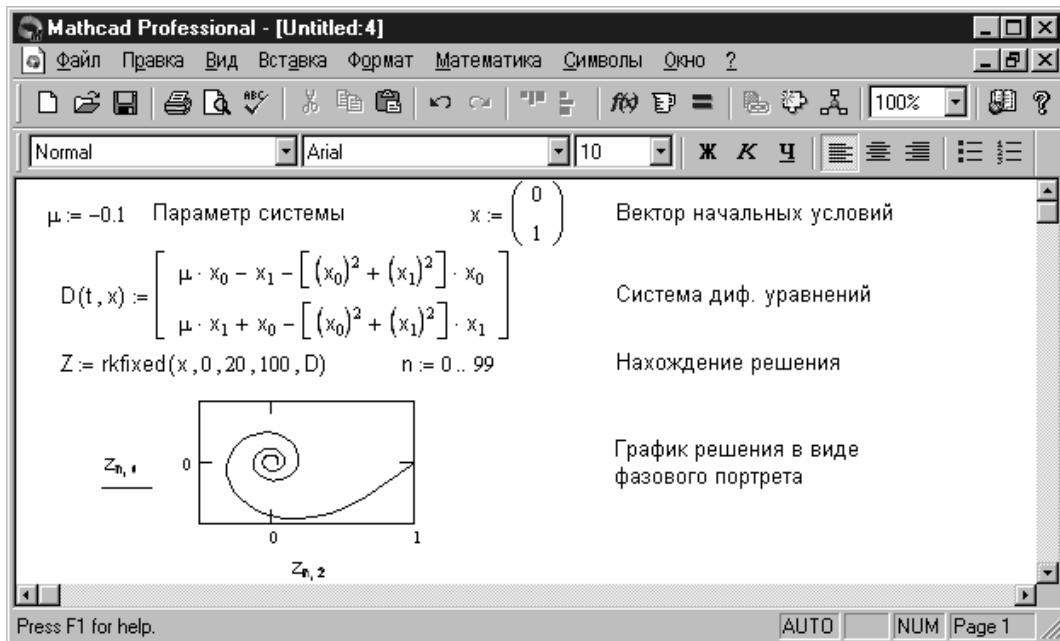 Mathcad Professional - [Untitled:4]
Файл Правка Вид Вставка Формат Математика Символы Окно ?
ABC f(x) 100% ?
Normal Arial 10 Ж К Ч
μ := -0.1 Параметр системы x := ( 0 1 ) Вектор начальных условий
D(t , x) := [ μ · x₀ − x₁ − [ (x₀)² + (x₁)² ] · x₀
μ · x₁ + x₀ − [ (x₀)² + (x₁)² ] · x₁ ] Система диф. уравнений
Z := rkfixed(x , 0 , 20 , 100 , D) n := 0 .. 99 Нахождение решения
График решения в виде
фазового портрета
Zn, 1 0
0 1
Zn, 2
Press F1 for help. AUTO NUM Page 1